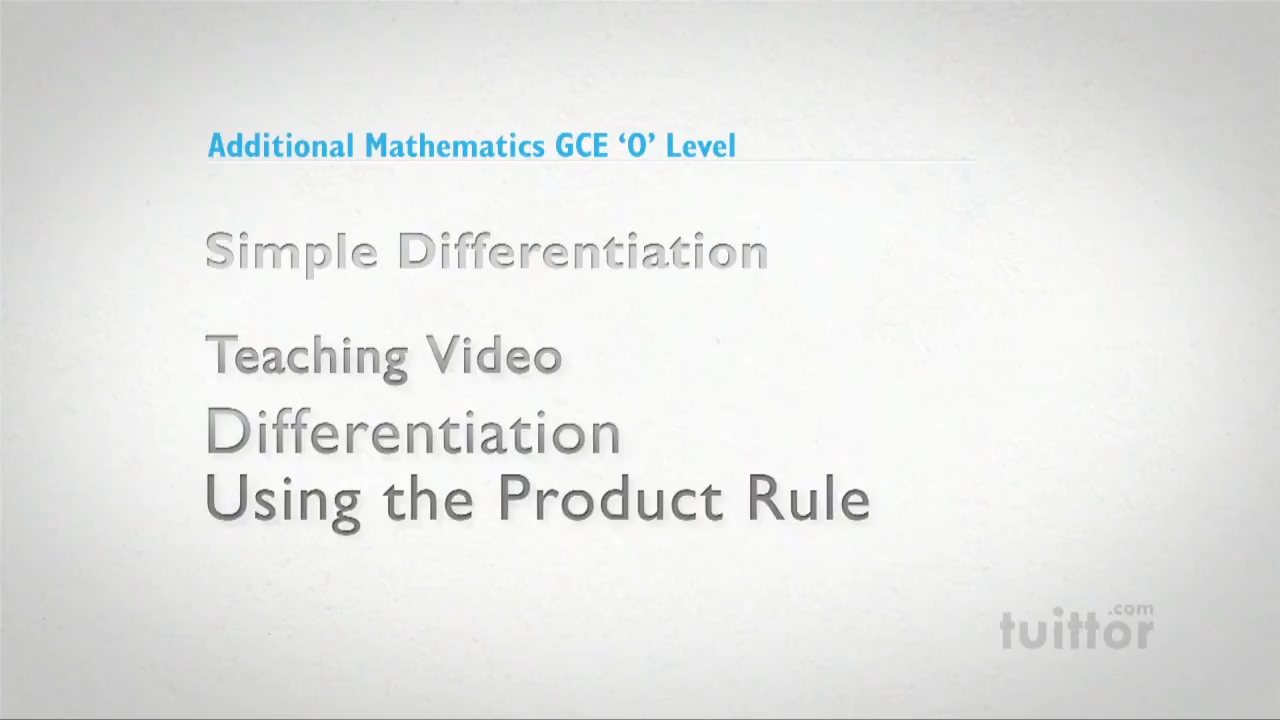 Additional Mathematics GCE ‘O’ Level
Simple Differentiation
Teaching Video
Differentiation
Using the Product Rule
tuittor.com